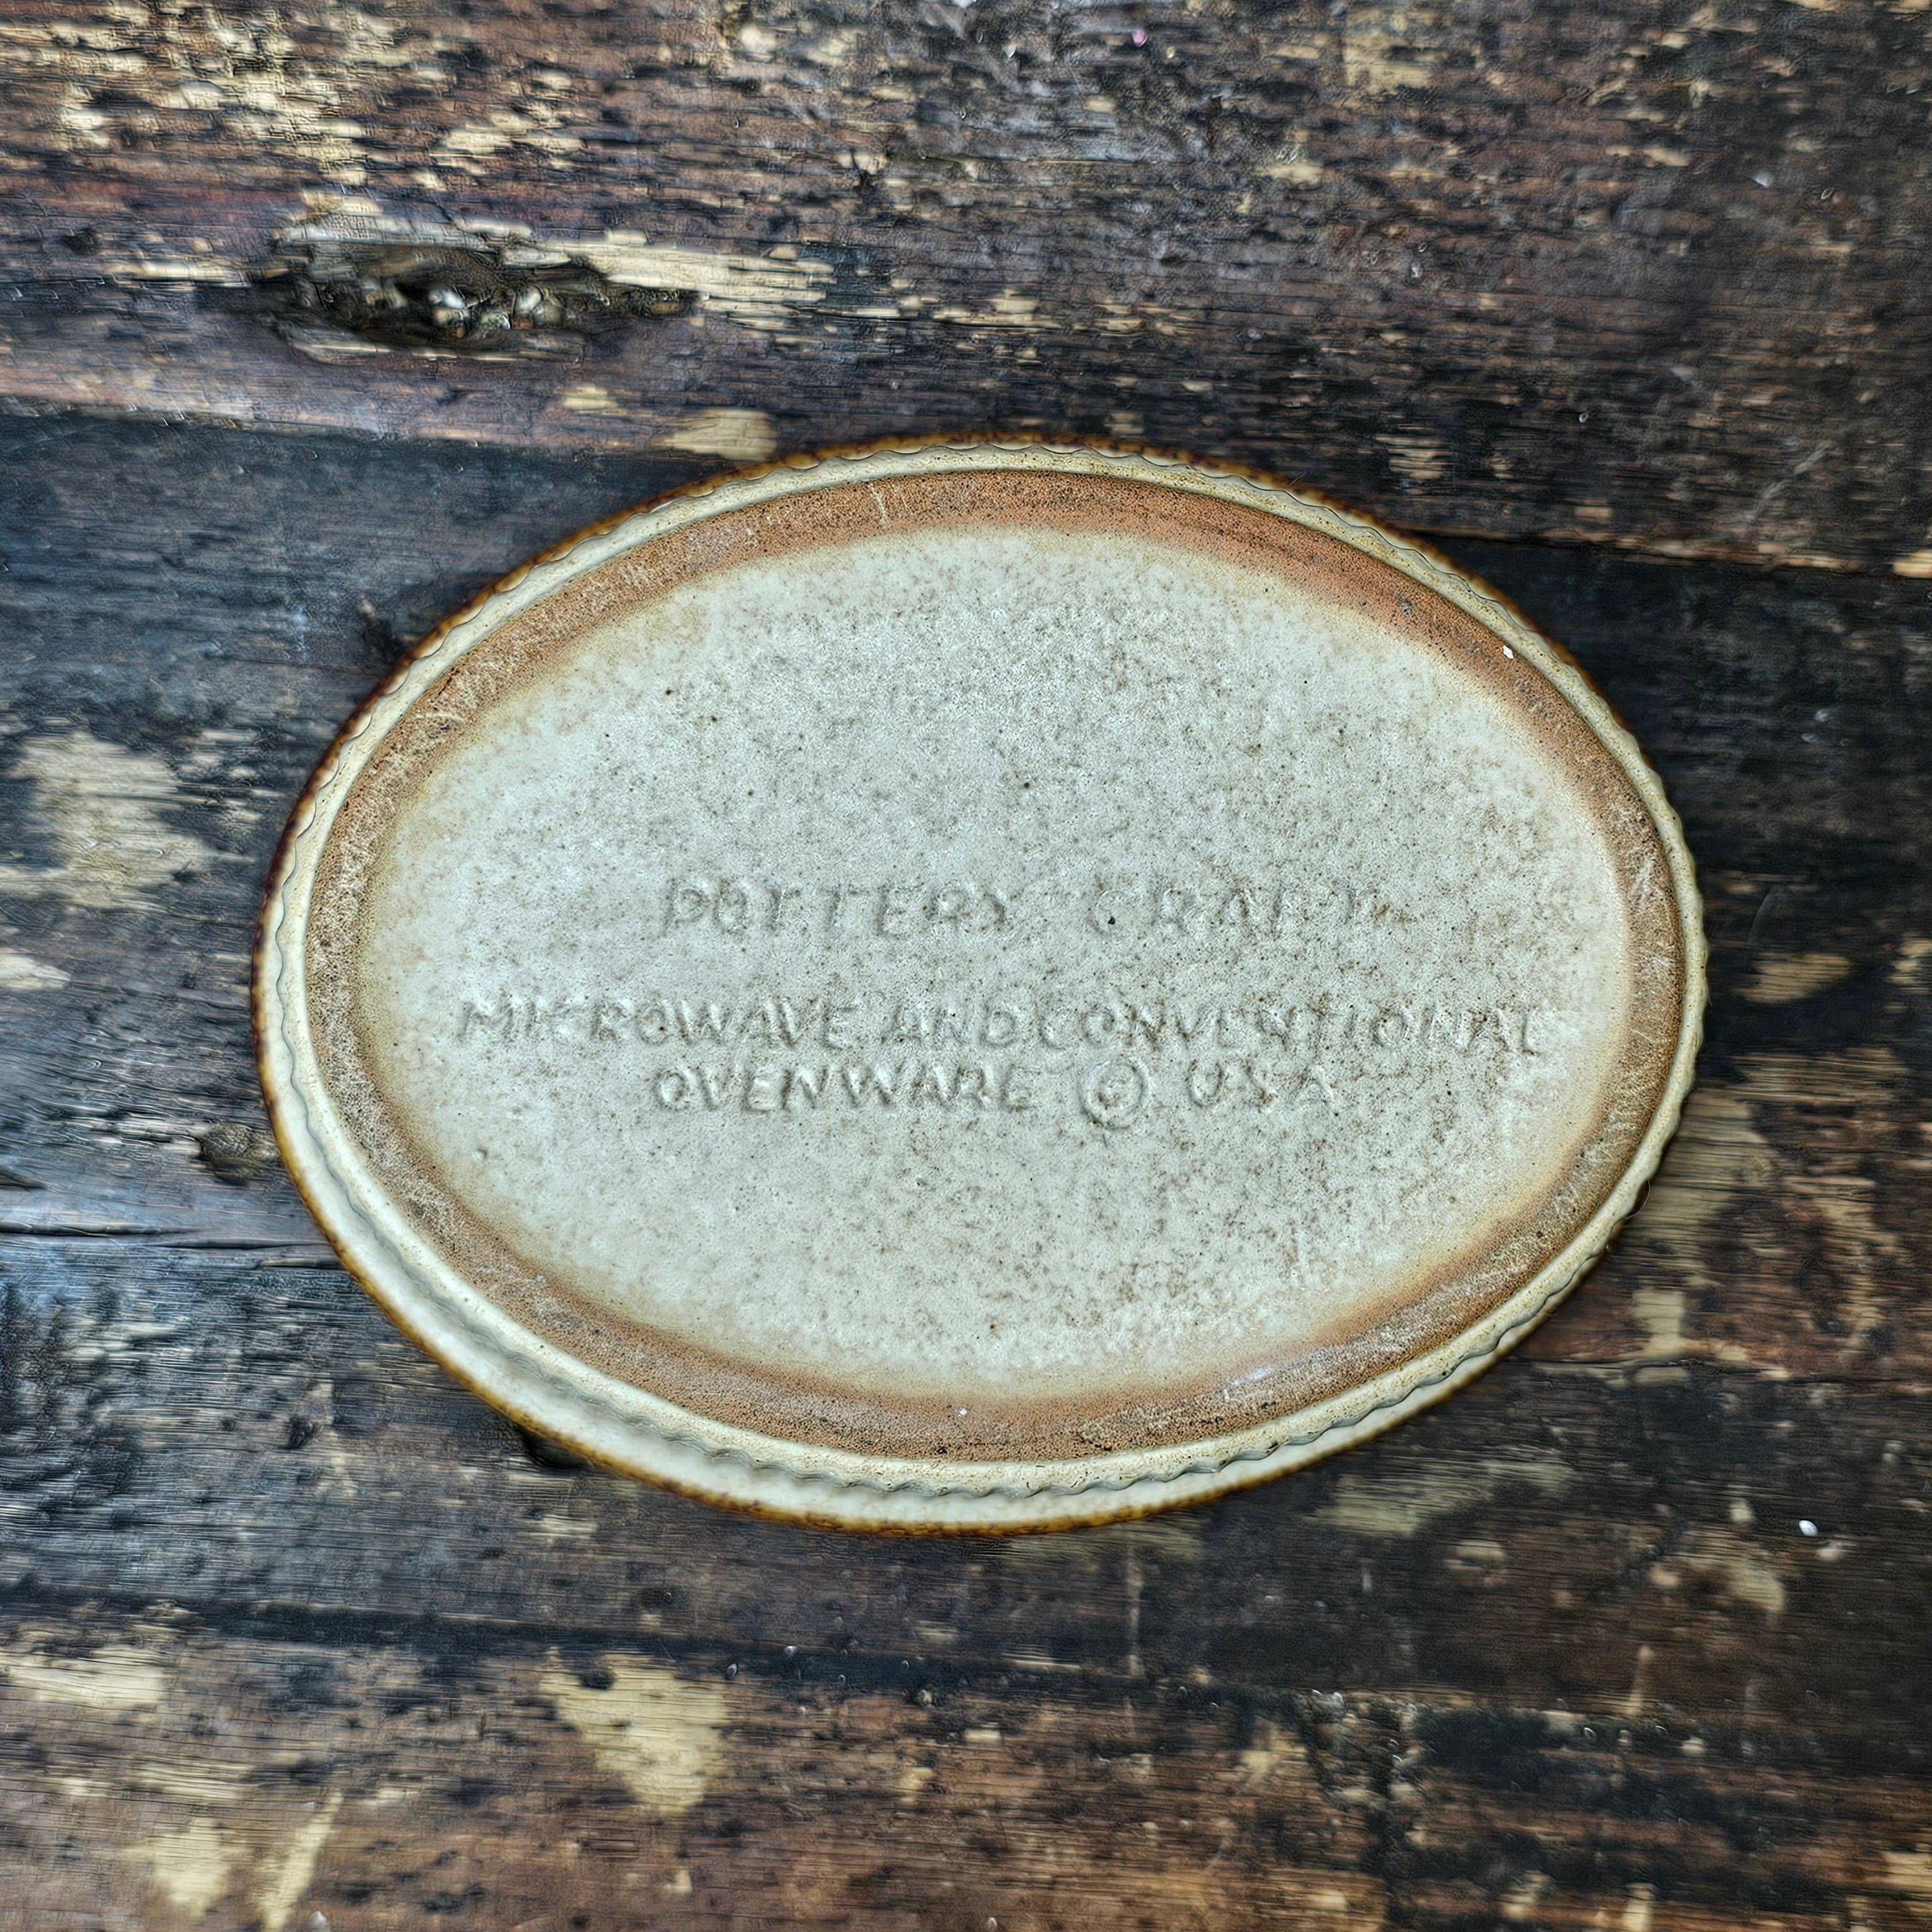 POTTERY CRAFT
MICROWAVE AND CONVENTIONAL
OVENWARE © USA